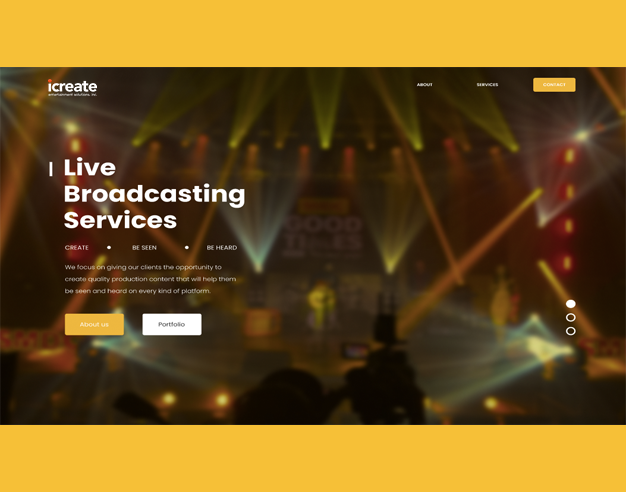 icreate
entertainment solutions, inc.
ABOUT
SERVICES
CONTACT
Live
Broadcasting
Services
CREATE
BE SEEN
BE HEARD
We focus on giving our clients the opportunity to
create quality production content that will help them
be seen and heard on every kind of platform.
About us
Portfolio
GOOD